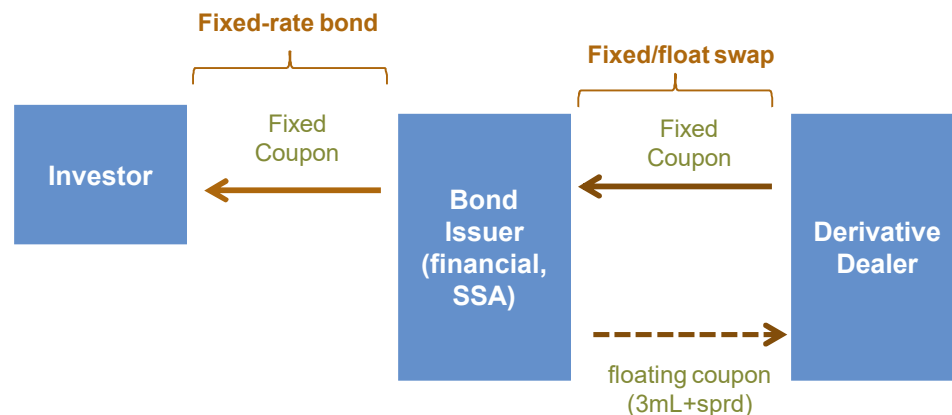 Fixed-rate bond
Fixed/float swap
Fixed
Coupon
Fixed
Coupon
Investor
Bond
Issuer
(financial,
SSA)
Derivative
Dealer
floating coupon
(3mL+sprd)